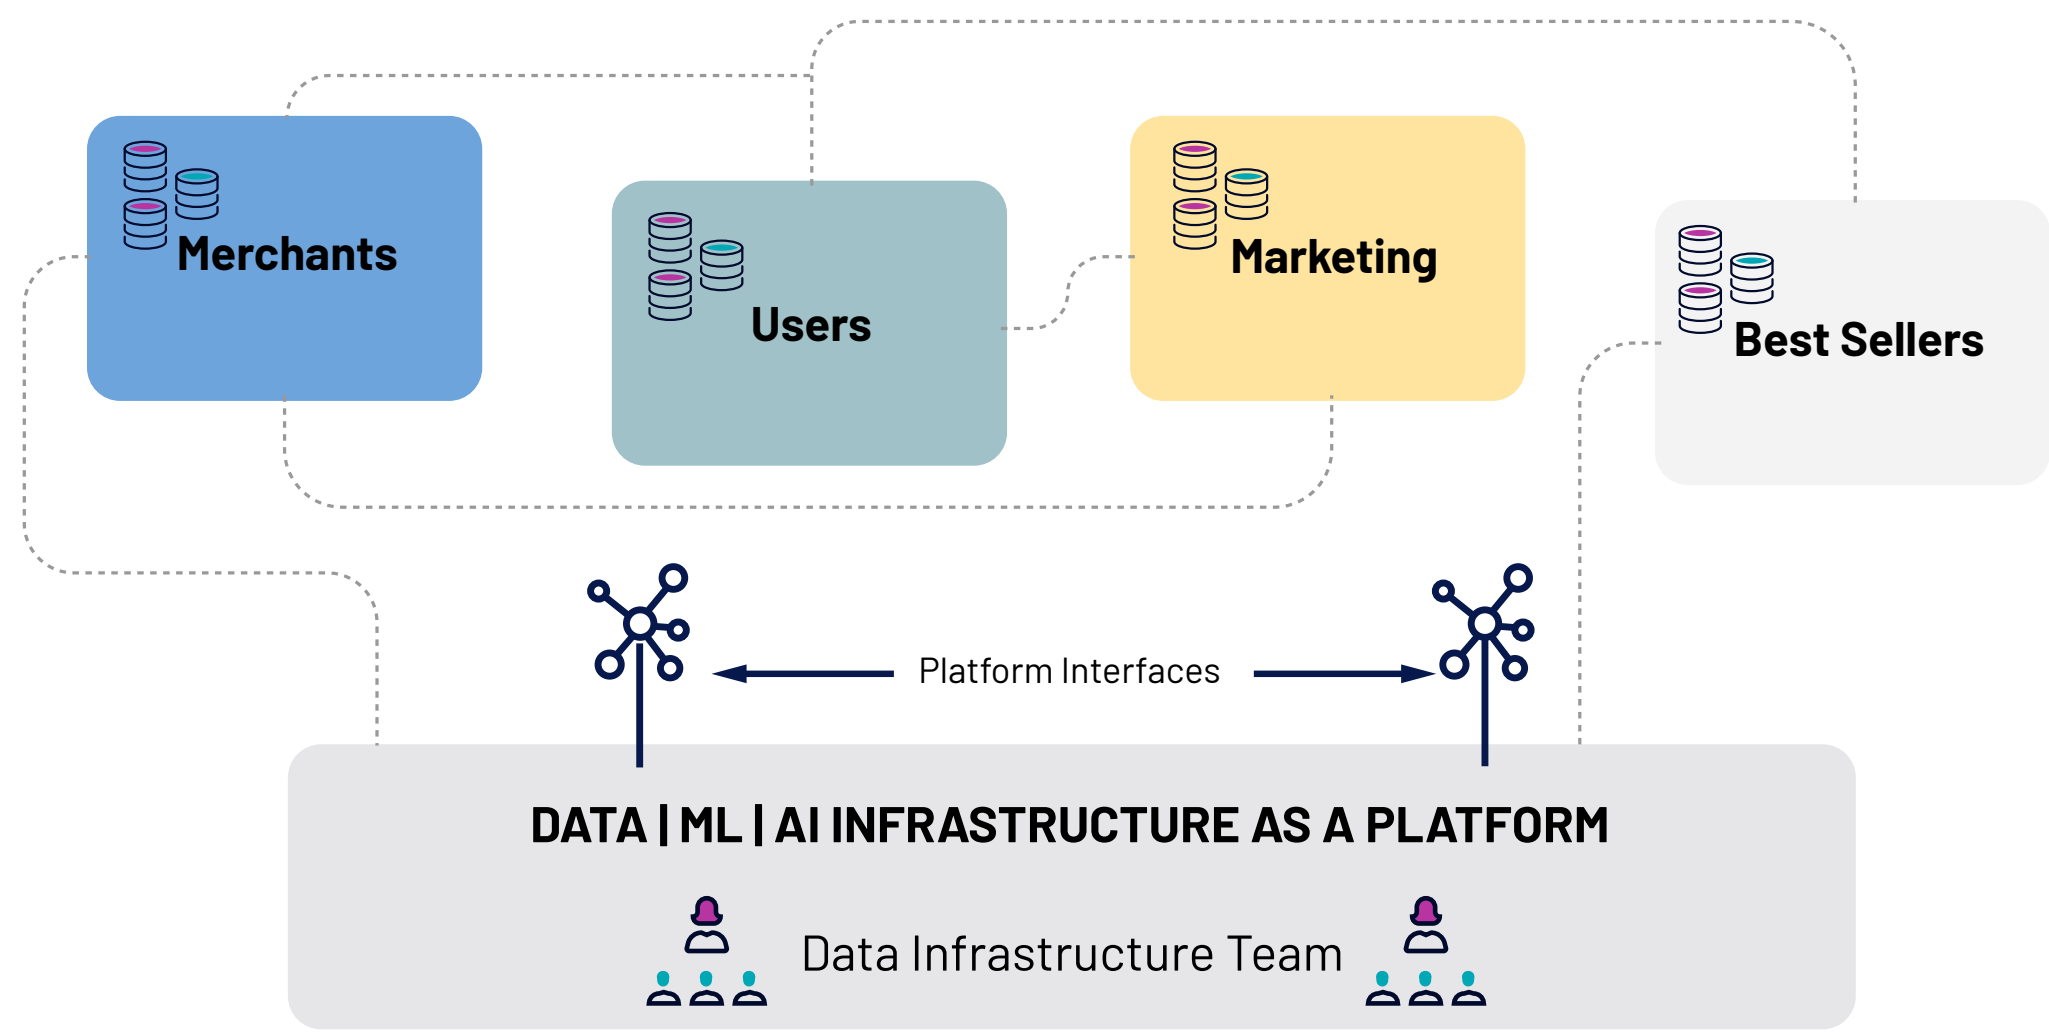 Merchants
Users
Marketing
Best Sellers
Platform Interfaces
DATA | ML | AI INFRASTRUCTURE AS A PLATFORM
Data Infrastructure Team